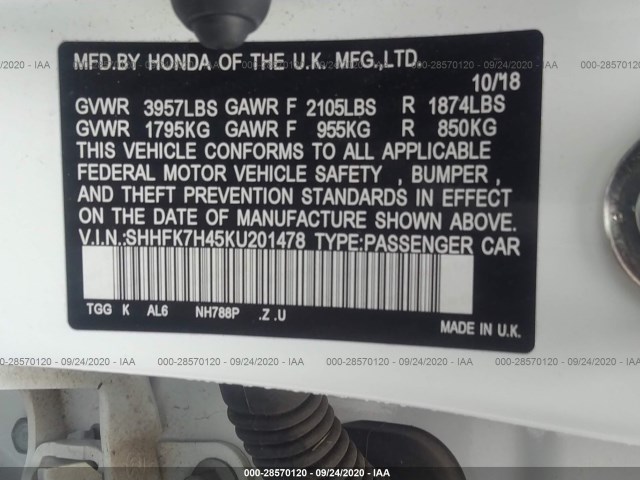 000-28570120 - 09/24/2020 - IAA
MFD.BY HONDA OF THE U.K. MFG.,LTD.
10/18
GVWR 3957LBS GAWR F 2105LBS R 1874LBS
GVWR 1795KG GAWR F 955KG R 850KG
THIS VEHICLE CONFORMS TO ALL APPLICABLE
FEDERAL MOTOR VEHICLE SAFETY , BUMPER ,
AND THEFT PREVENTION STANDARDS IN EFFECT
ON THE DATE OF MANUFACTURE SHOWN ABOVE.
V.I.N.:SHHFK7H45KU201478 TYPE:PASSENGER CAR
TGG K AL6 NH788P .Z .U
MADE IN U.K.
000-28570120 - 09/24/2020 - IAA
000-28570120 - 09/24/2020 - IAA